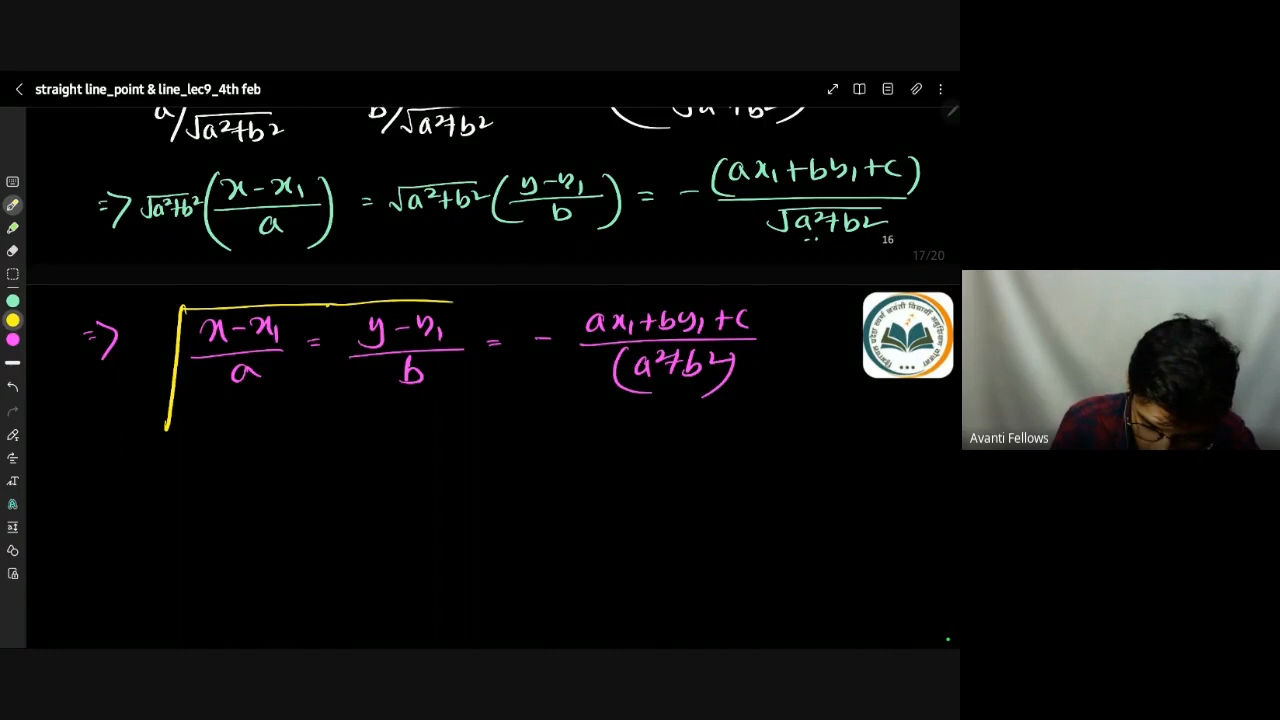 straight line_point & line_lec9_4th feb
a/√a²+b² b/√a²+b²
=> √a²+b² (x-x₁/a) = √a²+b² (y-y₁/b) = - (ax₁+by₁+c)/√a²+b²
16
17/20
=> x-x₁/a = y-y₁/b = - ax₁+by₁+c/(a²+b²)
Avanti Fellows